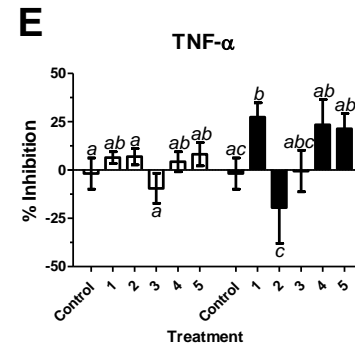 E
TNF-α
% Inhibition
50
25
0
-25
-50
a ab a a ab ab ac b c abc ab ab
Control 1 2 3 4 5 Control 1 2 3 4 5
Treatment